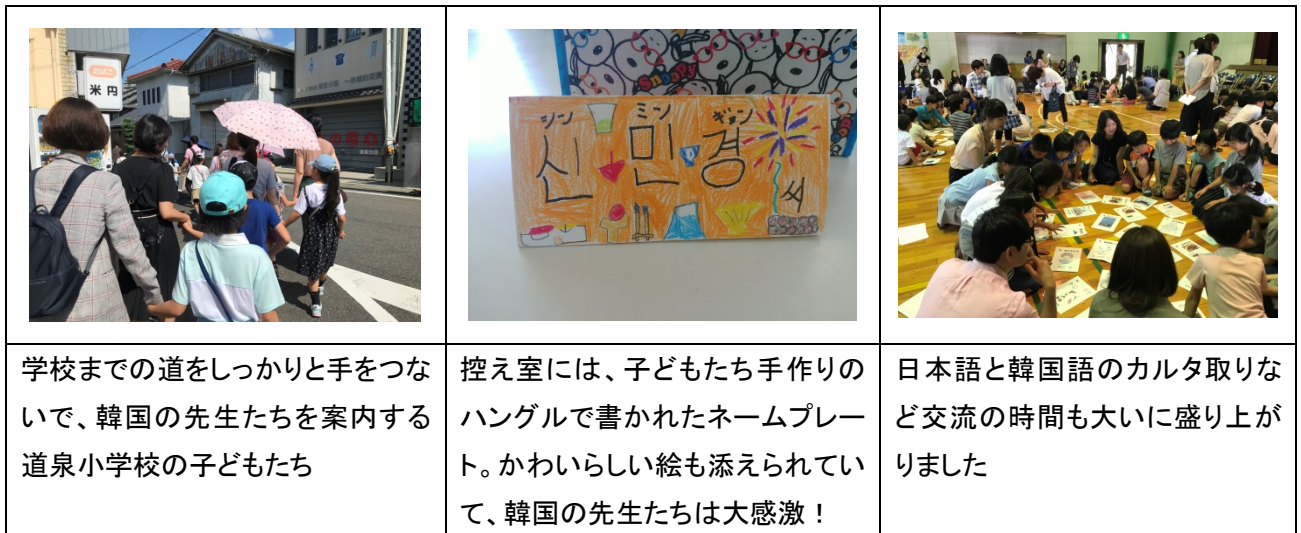 たばこ
米円
シン ミン ギョン
신 민 경
씨
Snoopy
学校までの道をしっかりと手をつな
いで、韓国の先生たちを案内する
道泉小学校の子どもたち
控え室には、子どもたち手作りの
ハングルで書かれたネームプレー
ト。かわいらしい絵も添えられてい
て、韓国の先生たちは大感激！
日本語と韓国語のカルタ取りな
ど交流の時間も大いに盛り上が
りました